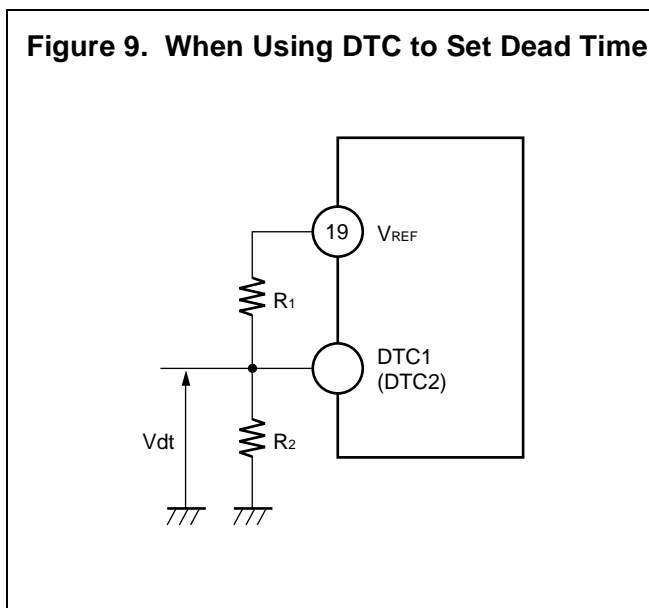 Figure 9. When Using DTC to Set Dead Time
19
VREF
R1
DTC1
(DTC2)
Vdt
R2